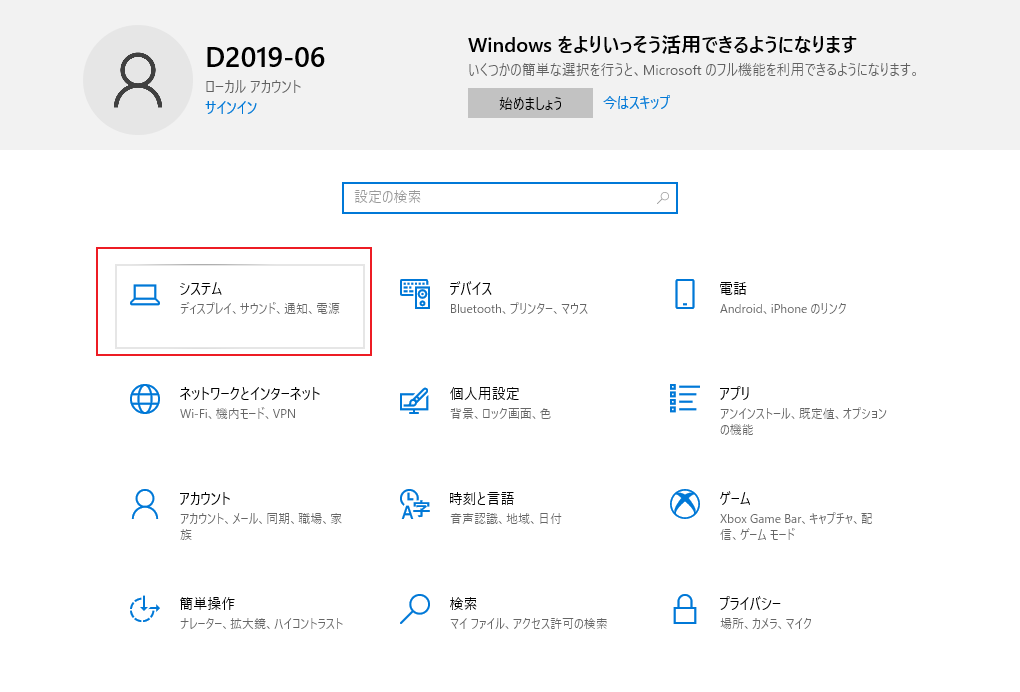 D2019-06
ローカル アカウント
サインイン
Windows をよりいっそう活用できるようになります
いくつかの簡単な選択を行うと、Microsoft のフル機能を利用できるようになります。
始めましょう
今はスキップ
設定の検索
システム
ディスプレイ、サウンド、通知、電源
デバイス
Bluetooth、プリンター、マウス
電話
Android、iPhone のリンク
ネットワークとインターネット
Wi-Fi、機内モード、VPN
個人用設定
背景、ロック画面、色
アプリ
アンインストール、既定値、オプション
の機能
アカウント
アカウント、メール、同期、職場、家
族
時刻と言語
音声認識、地域、日付
ゲーム
Xbox Game Bar、キャプチャ、配
信、ゲーム モード
簡単操作
ナレーター、拡大鏡、ハイコントラスト
検索
マイ ファイル、アクセス許可の検索
プライバシー
場所、カメラ、マイク